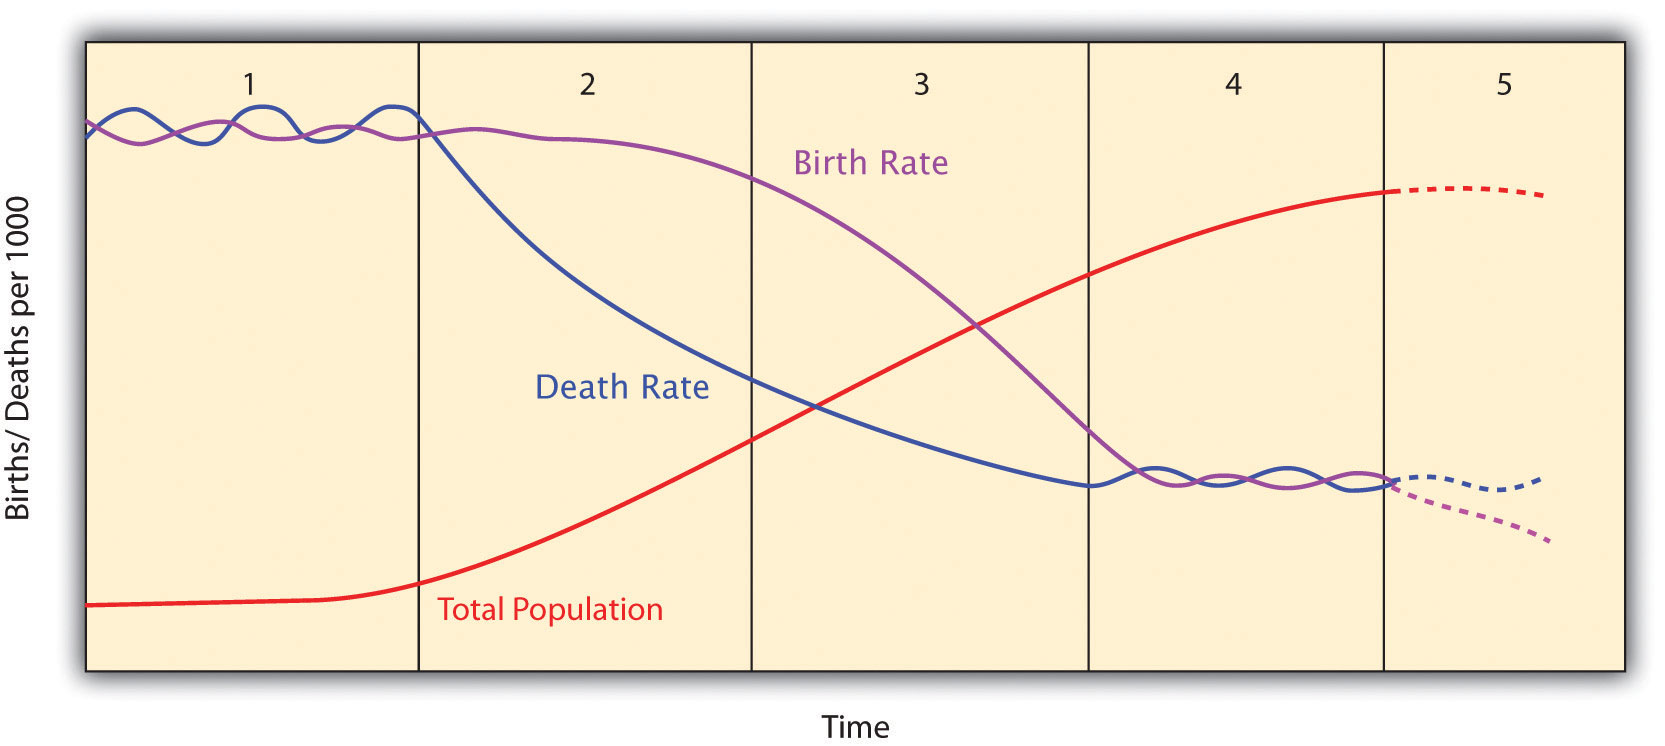 1
2
3
4
5
Birth Rate
Death Rate
Total Population
Births/ Deaths per 1000
Time